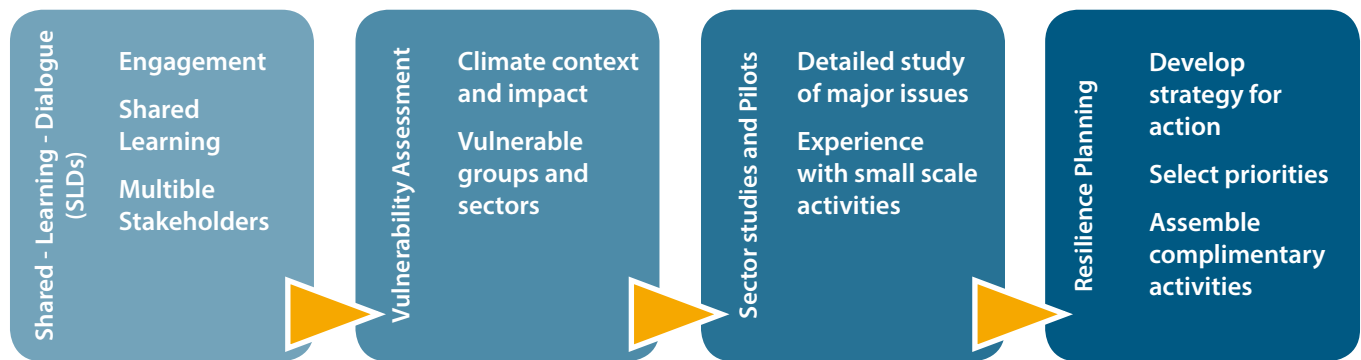 Shared - Learning - Dialogue
(SLDs)
Engagement
Shared
Learning
Multible
Stakeholders
Vulnerability Assessment
Climate context
and impact
Vulnerable
groups and
sectors
Sector studies and Pilots
Detailed study
of major issues
Experience
with small scale
activities
Resilience Planning
Develop
strategy for
action
Select priorities
Assemble
complimentary
activities